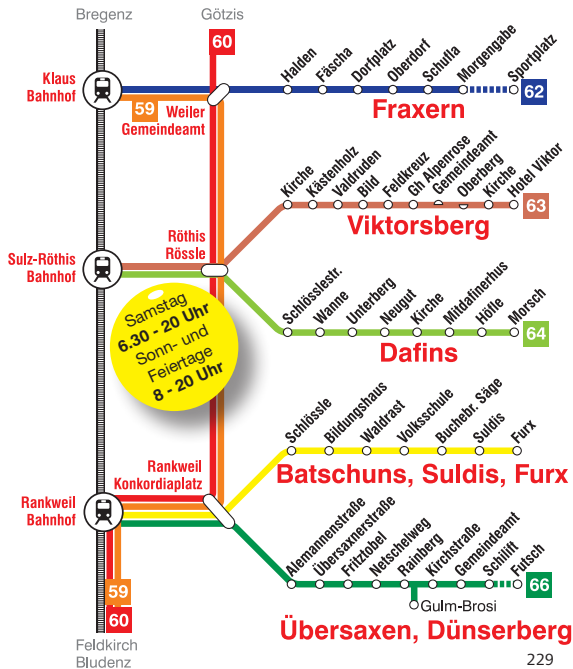 Bregenz
Götzis
60
Klaus
Bahnhof
59
Weiler
Gemeindeamt
Halden
Fäscha
Dorfplatz
Oberdorf
Schulla
Morgengabe
Sportplatz
62
Fraxern
Kirche
Kästenholz
Valdruden
Bild
Feldkreuz
Gh Alpenrose
Gemeindeamt
Oberberg
Kirche
Hotel Viktor
63
Viktorsberg
Röthis
Rössle
Sulz-Röthis
Bahnhof
Schlösslestr.
Wanne
Unterberg
Neugut
Kirche
Mitdafinerhus
Höfle
Morsch
64
Dafins
Samstag
6.30 - 20 Uhr
Sonn- und
Feiertage
8 - 20 Uhr
Schlössle
Bildungshaus
Waldrast
Volksschule
Buchebr. Säge
Suldis
Furx
Batschuns, Suldis, Furx
Rankweil
Konkordiaplatz
Rankweil
Bahnhof
Alemannenstraße
Übersaxnerstraße
Fritztobel
Netschelweg
Rainberg
Kirchstraße
Gemeindeamt
Schilift
Futsch
66
Gulm-Brosi
Übersaxen, Dünserberg
59
60
Feldkirch
Bludenz
229